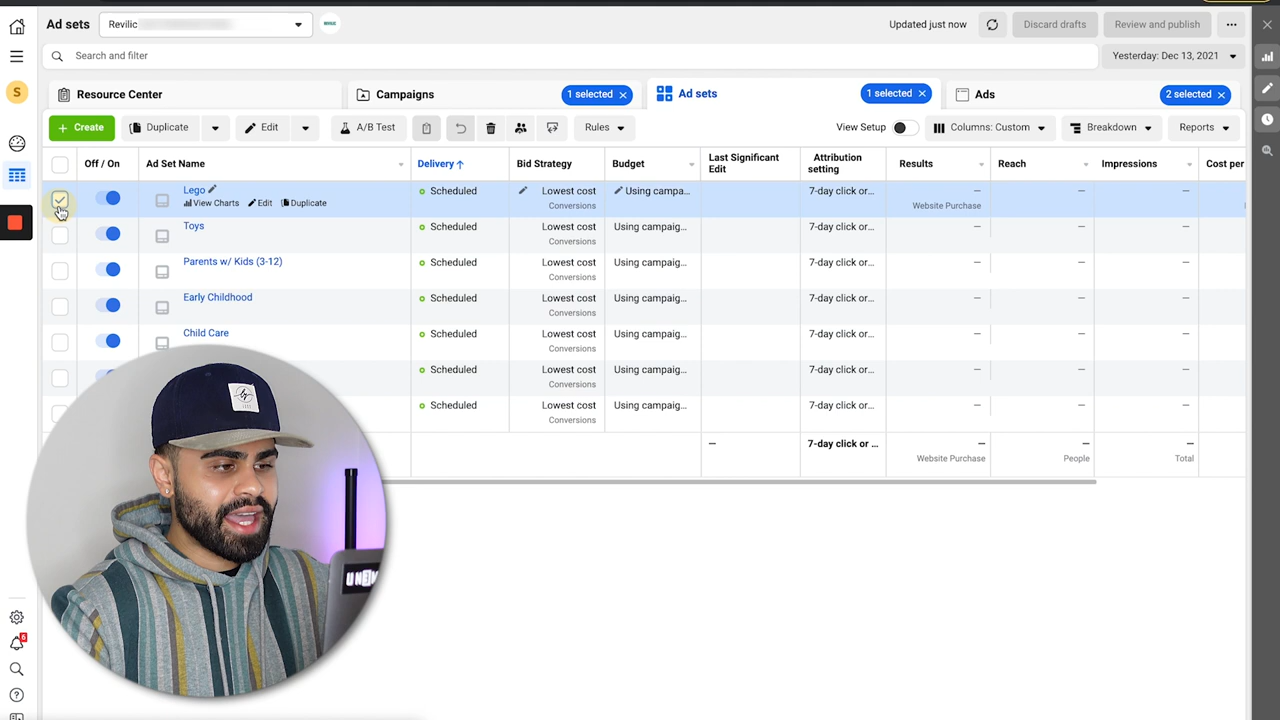 Ad sets Revilic Updated just now Discard drafts Review and publish
Search and filter Yesterday: Dec 13, 2021
S Resource Center Campaigns 1 selected × Ad sets 1 selected × Ads 2 selected ×
+ Create Duplicate Edit A/B Test Rules View Setup Columns: Custom Breakdown Reports
Off / On Ad Set Name Delivery ↑ Bid Strategy Budget Last Significant Edit Attribution setting Results Reach Impressions Cost per
Lego Scheduled Lowest cost Using campa... 7-day click or... — — —
View Charts Edit Duplicate Conversions Website Purchase
Toys Scheduled Lowest cost Using campaig... 7-day click or... — — —
Conversions
Parents w/ Kids (3-12) Scheduled Lowest cost Using campaig... 7-day click or... — — —
Conversions
Early Childhood Scheduled Lowest cost Using campaig... 7-day click or... — — —
Conversions
Child Care Scheduled Lowest cost Using campaig... 7-day click or... — — —
Conversions
Scheduled Lowest cost Using campaig... 7-day click or... — — —
Conversions
Scheduled Lowest cost Using campaig... 7-day click or... — — —
Conversions
— 7-day click or ... — — —
Website Purchase People Total
6